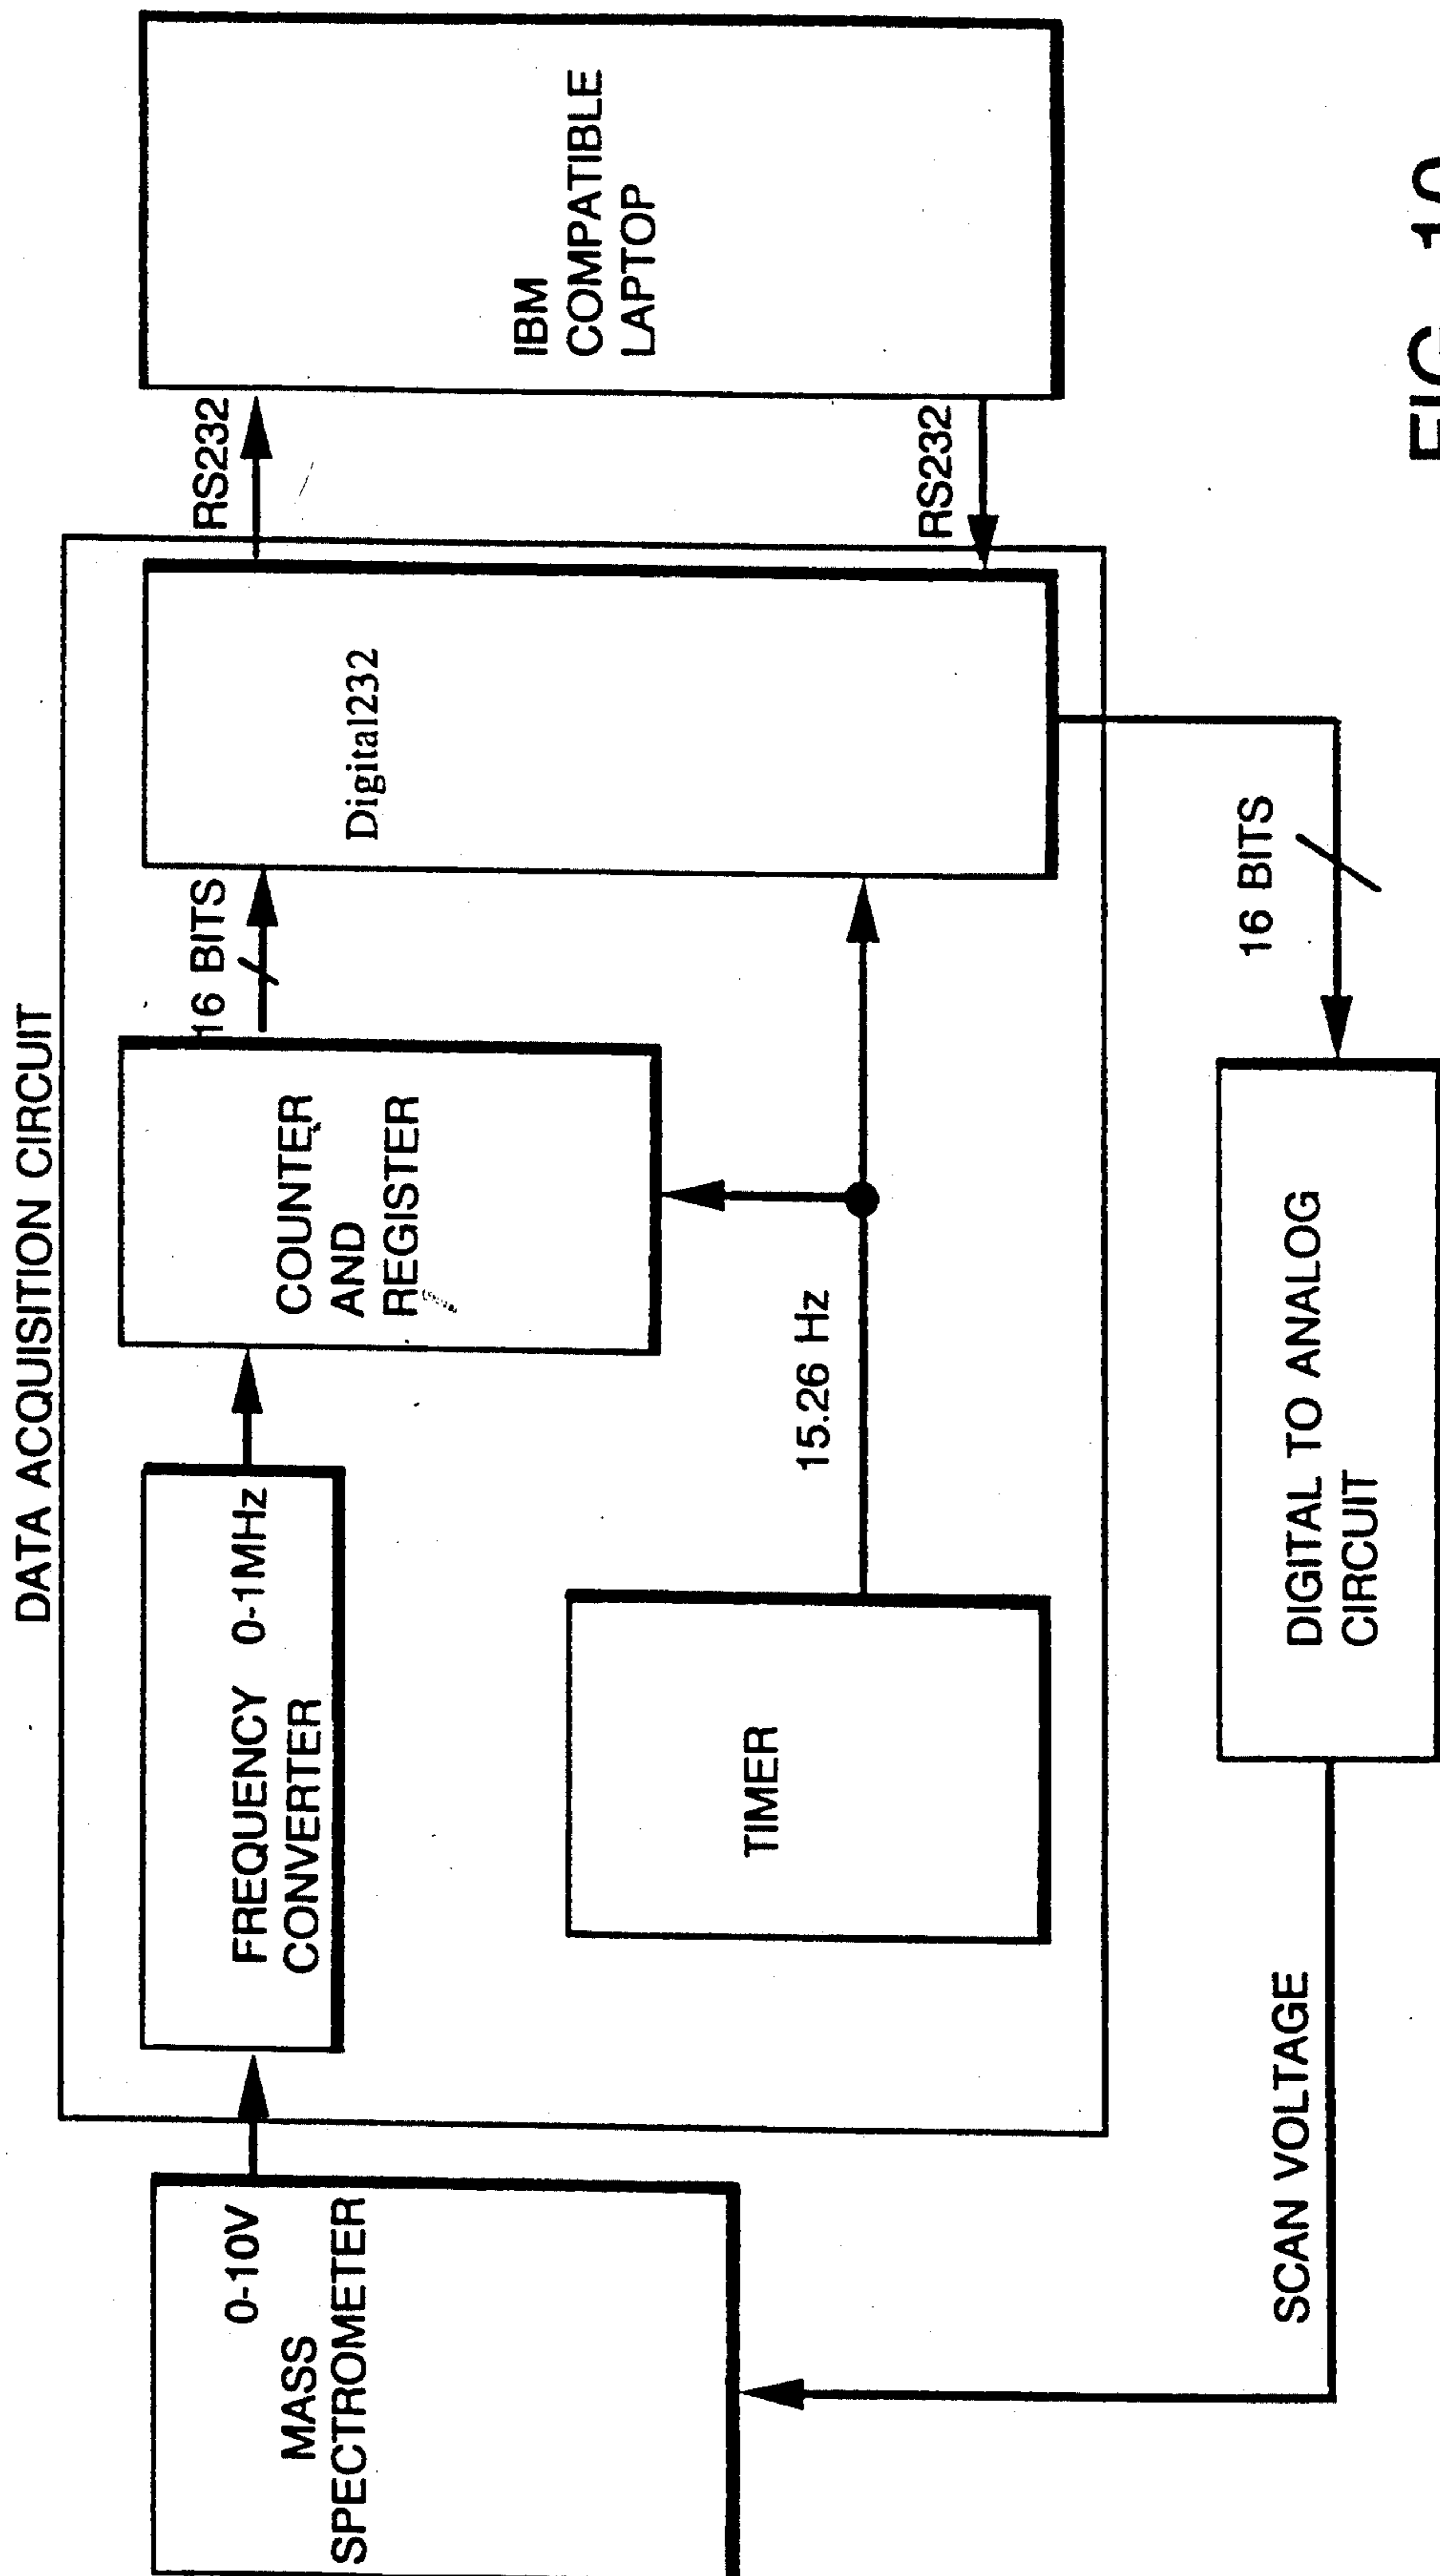 DATA ACQUISITION CIRCUIT
0-10V
MASS
SPECTROMETER
FREQUENCY 0-1MHz
CONVERTER
COUNTER
AND
REGISTER
16 BITS
Digital232
RS232
IBM
COMPATIBLE
LAPTOP
RS232
TIMER
15.26 Hz
16 BITS
DIGITAL TO ANALOG
CIRCUIT
SCAN VOLTAGE